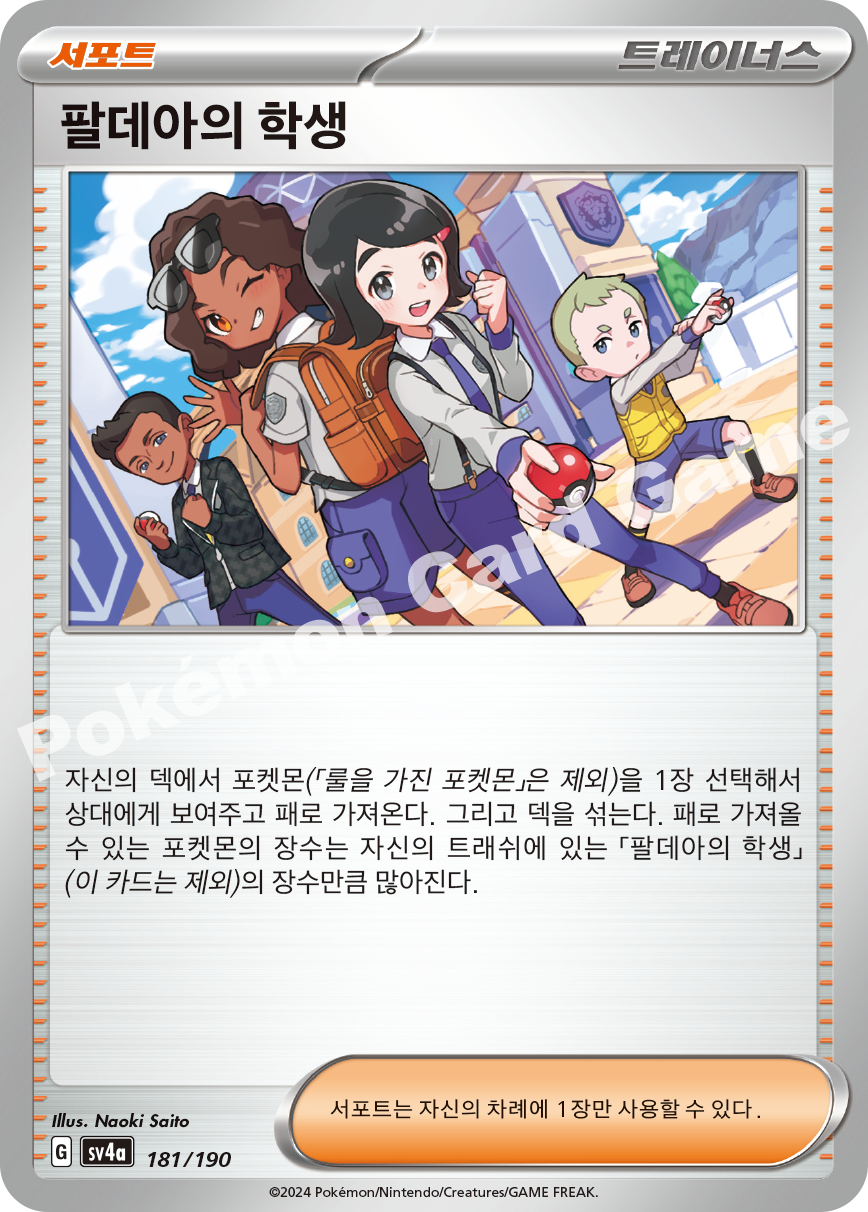 서포트
트레이너스
팔데아의 학생
Pokémon Card Game
자신의 덱에서 포켓몬(「룰을 가진 포켓몬」은 제외)을 1장 선택해서
상대에게 보여주고 패로 가져온다. 그리고 덱을 섞는다. 패로 가져올
수 있는 포켓몬의 장수는 자신의 트래쉬에 있는 「팔데아의 학생」
(이 카드는 제외)의 장수만큼 많아진다.
서포트는 자신의 차례에 1장만 사용할 수 있다.
Illus. Naoki Saito
G sv4a 181/190
©2024 Pokémon/Nintendo/Creatures/GAME FREAK.